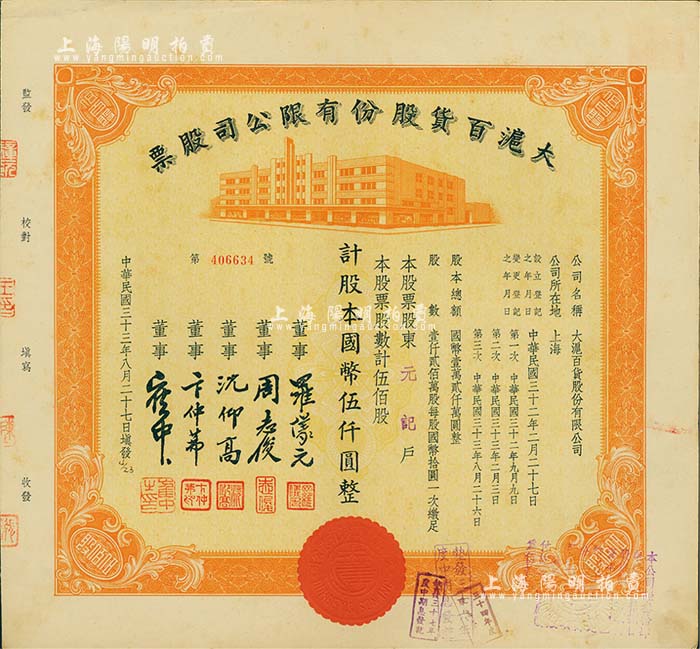 上海陽明拍賣
www.yangmingauction.com
大滬百貨股份有限公司股票
公司名稱 大滬百貨股份有限公司
公司所在地 上海
設立登記之年月日 中華民國三十二年二月二十七日
變更登記之年月日
第一次 中華民國三十二年九月九日
第二次 中華民國三十三年二月三日
第三次 中華民國三十三年八月二十六日
股本總額 國幣壹萬貳仟萬圓整
股數 壹仟貳佰萬股每股國幣拾圓一次繳足
本股票股東 元記 戶
本股票股數計伍佰股
計股本國幣伍仟圓整
第 406634 號
董事 羅
董事 周
董事 沈仰高
董事 卞仲
董事
中華民國三十三年八月二十七日填發
監發
校對
填寫
收發
上海陽明拍賣
www.yangmingauction.com
上海陽明拍賣
www.yangmingauction.com